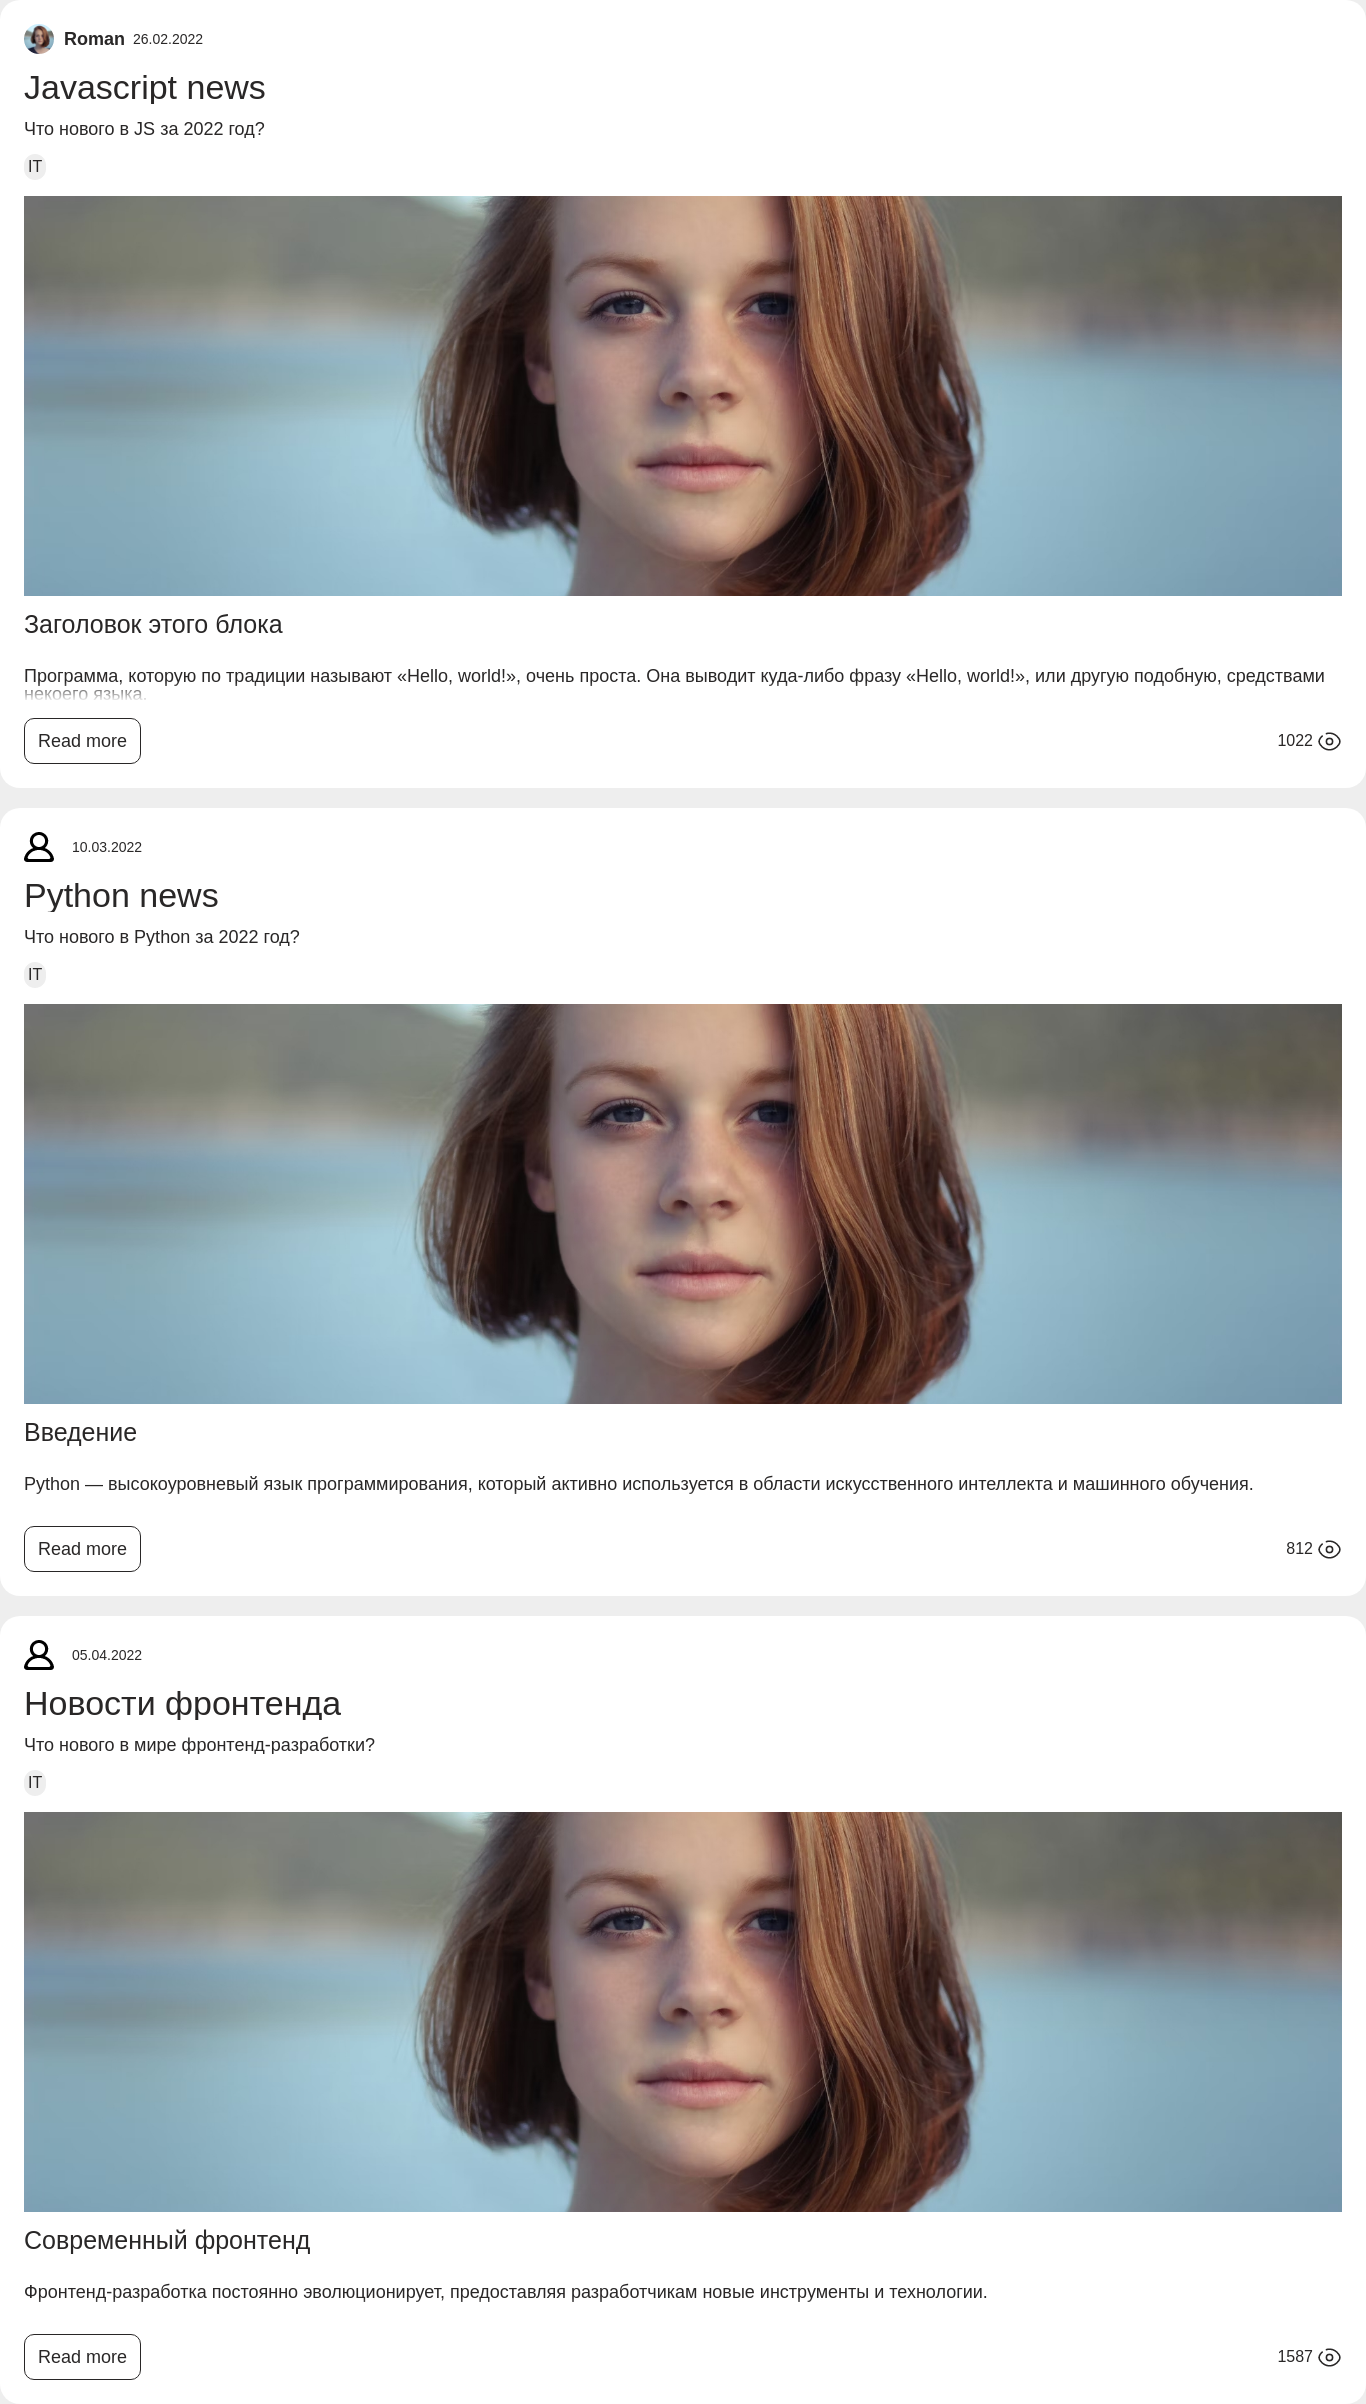 Roman 26.02.2022
Javascript news
Что нового в JS за 2022 год?
IT
Заголовок этого блока
Программа, которую по традиции называют «Hello, world!», очень проста. Она выводит куда-либо фразу «Hello, world!», или другую подобную, средствами
некоего языка.
Read more 1022
10.03.2022
Python news
Что нового в Python за 2022 год?
IT
Введение
Python — высокоуровневый язык программирования, который активно используется в области искусственного интеллекта и машинного обучения.
Read more 812
05.04.2022
Новости фронтенда
Что нового в мире фронтенд-разработки?
IT
Современный фронтенд
Фронтенд-разработка постоянно эволюционирует, предоставляя разработчикам новые инструменты и технологии.
Read more 1587